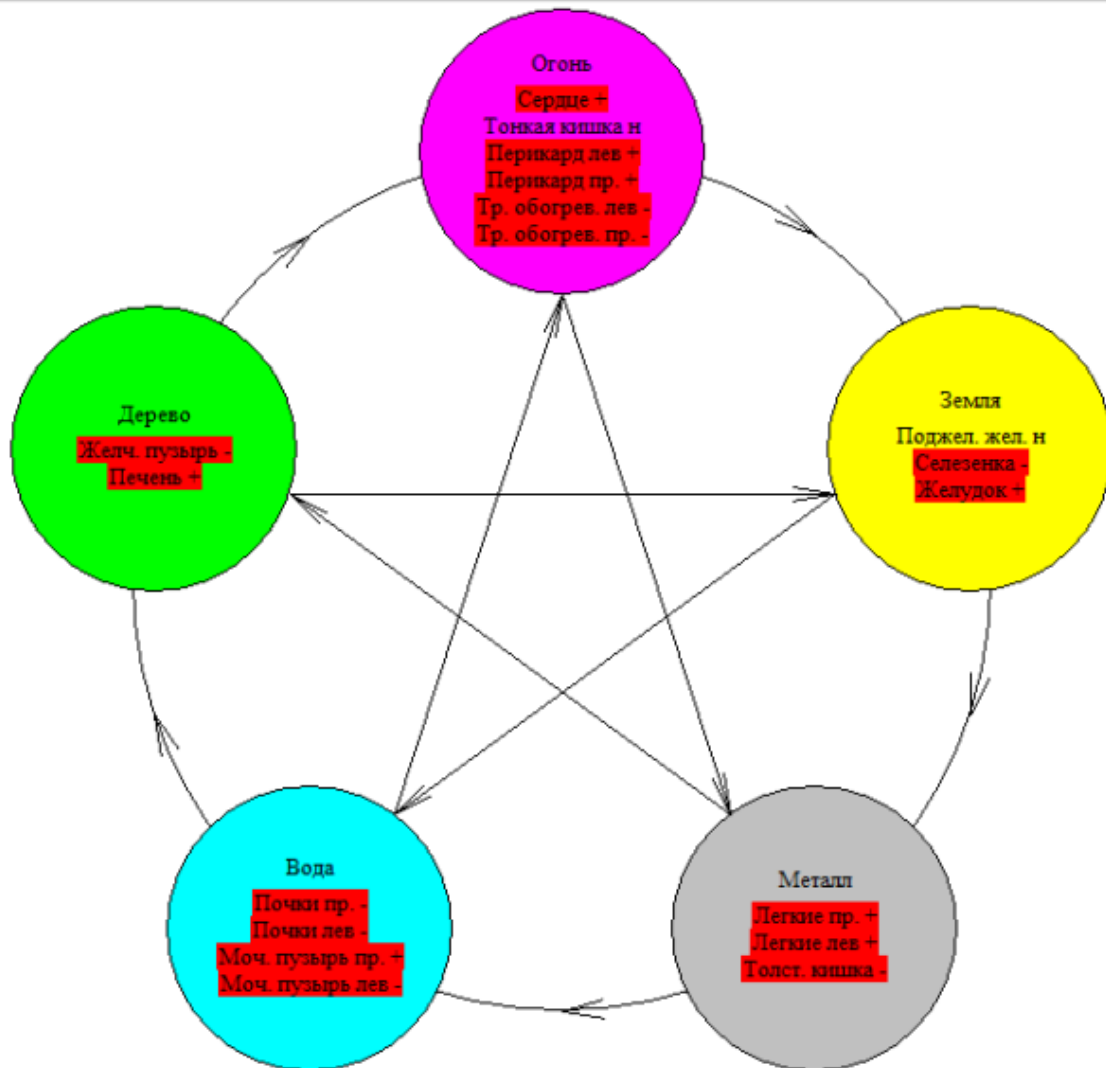 Огонь
Сердце +
Тонкая кишка н
Перикард лев +
Перикард пр. +
Тр. обогрев. лев -
Тр. обогрев. пр. -
Дерево
Желч. пузырь -
Печень +
Земля
Поджел. жел. н
Селезенка -
Желудок +
Вода
Почки пр. -
Почки лев -
Моч. пузырь пр. +
Моч. пузырь лев -
Металл
Легкие пр. +
Легкие лев +
Толст. кишка -